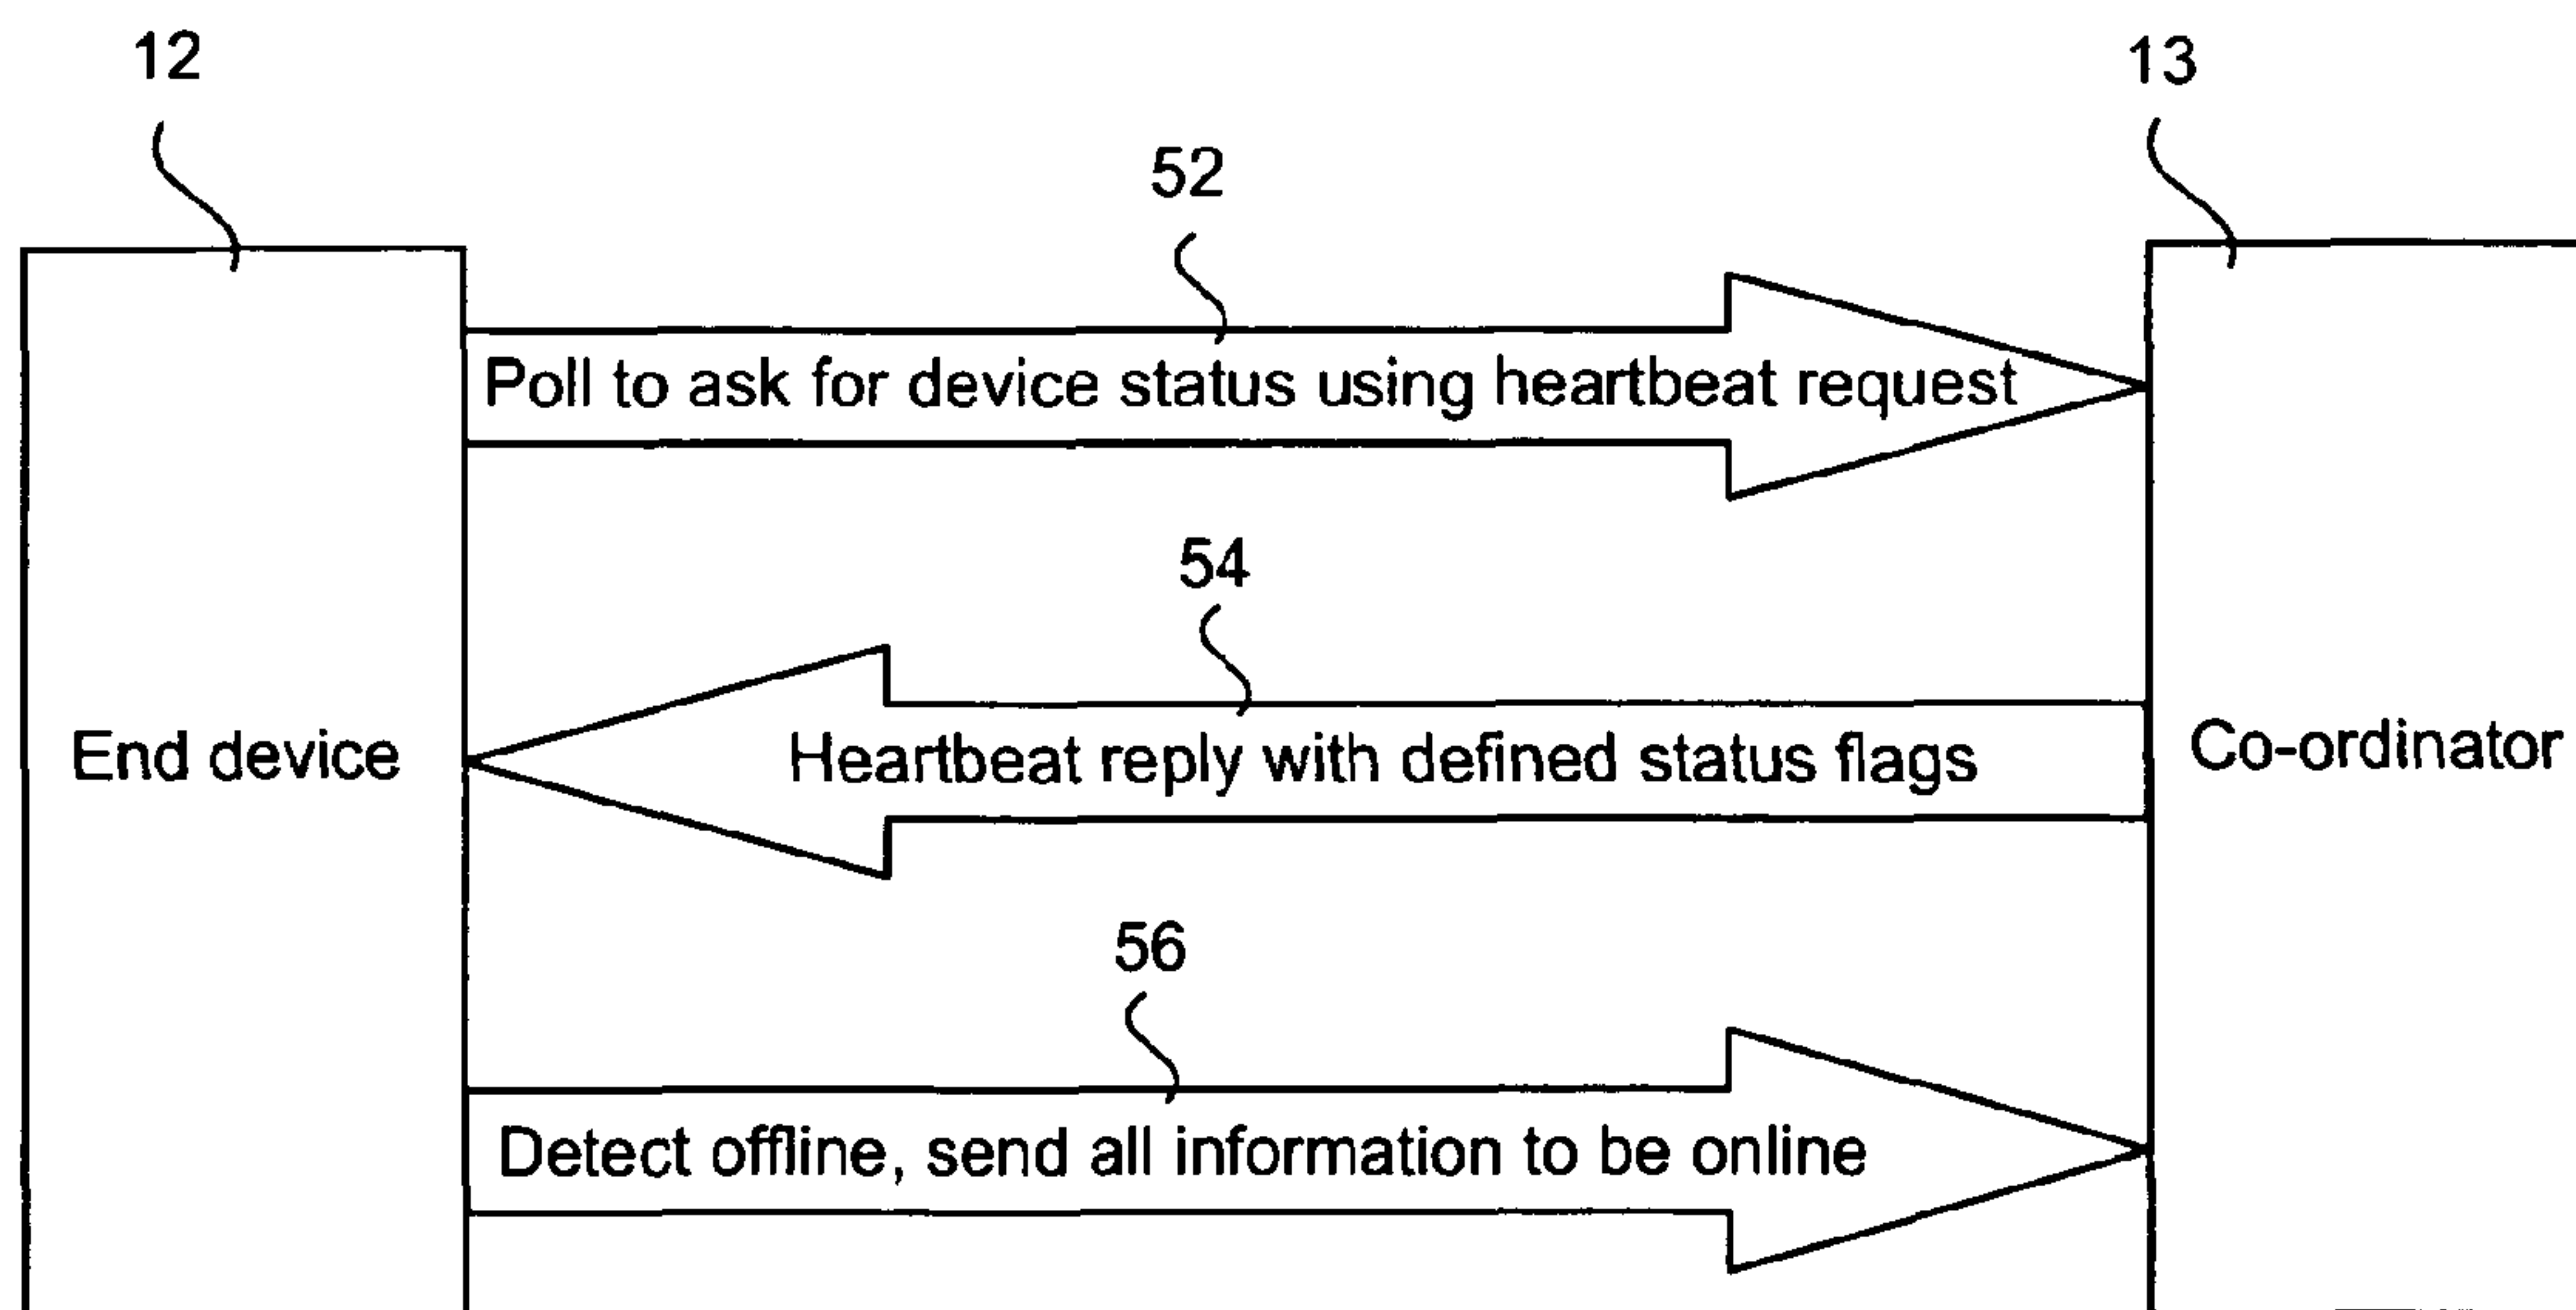 12
13
52
Poll to ask for device status using heartbeat request
54
End device
Heartbeat reply with defined status flags
Co-ordinator
56
Detect offline, send all information to be online